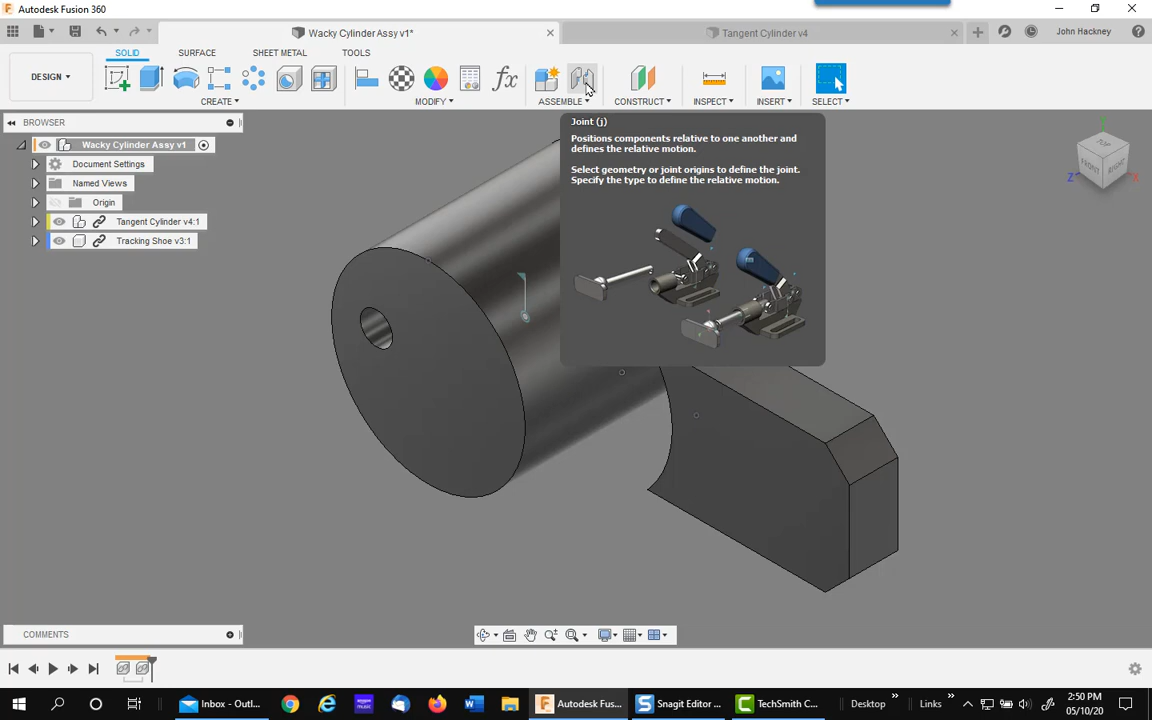 Autodesk Fusion 360
Wacky Cylinder Assy v1*
Tangent Cylinder v4
John Hackney
DESIGN
SOLID
SURFACE
SHEET METAL
TOOLS
CREATE
MODIFY
ASSEMBLE
CONSTRUCT
INSPECT
INSERT
SELECT
BROWSER
Wacky Cylinder Assy v1
Document Settings
Named Views
Origin
Tangent Cylinder v4:1
Tracking Shoe v3:1
Joint (j)
Positions components relative to one another and
defines the relative motion.
Select geometry or joint origins to define the joint.
Specify the type to define the relative motion.
TOP
FRONT
RIGHT
Z
X
Y
COMMENTS
Inbox - Outl...
Autodesk Fus...
Snagit Editor ...
TechSmith C...
Desktop
Links
2:50 PM
05/10/20